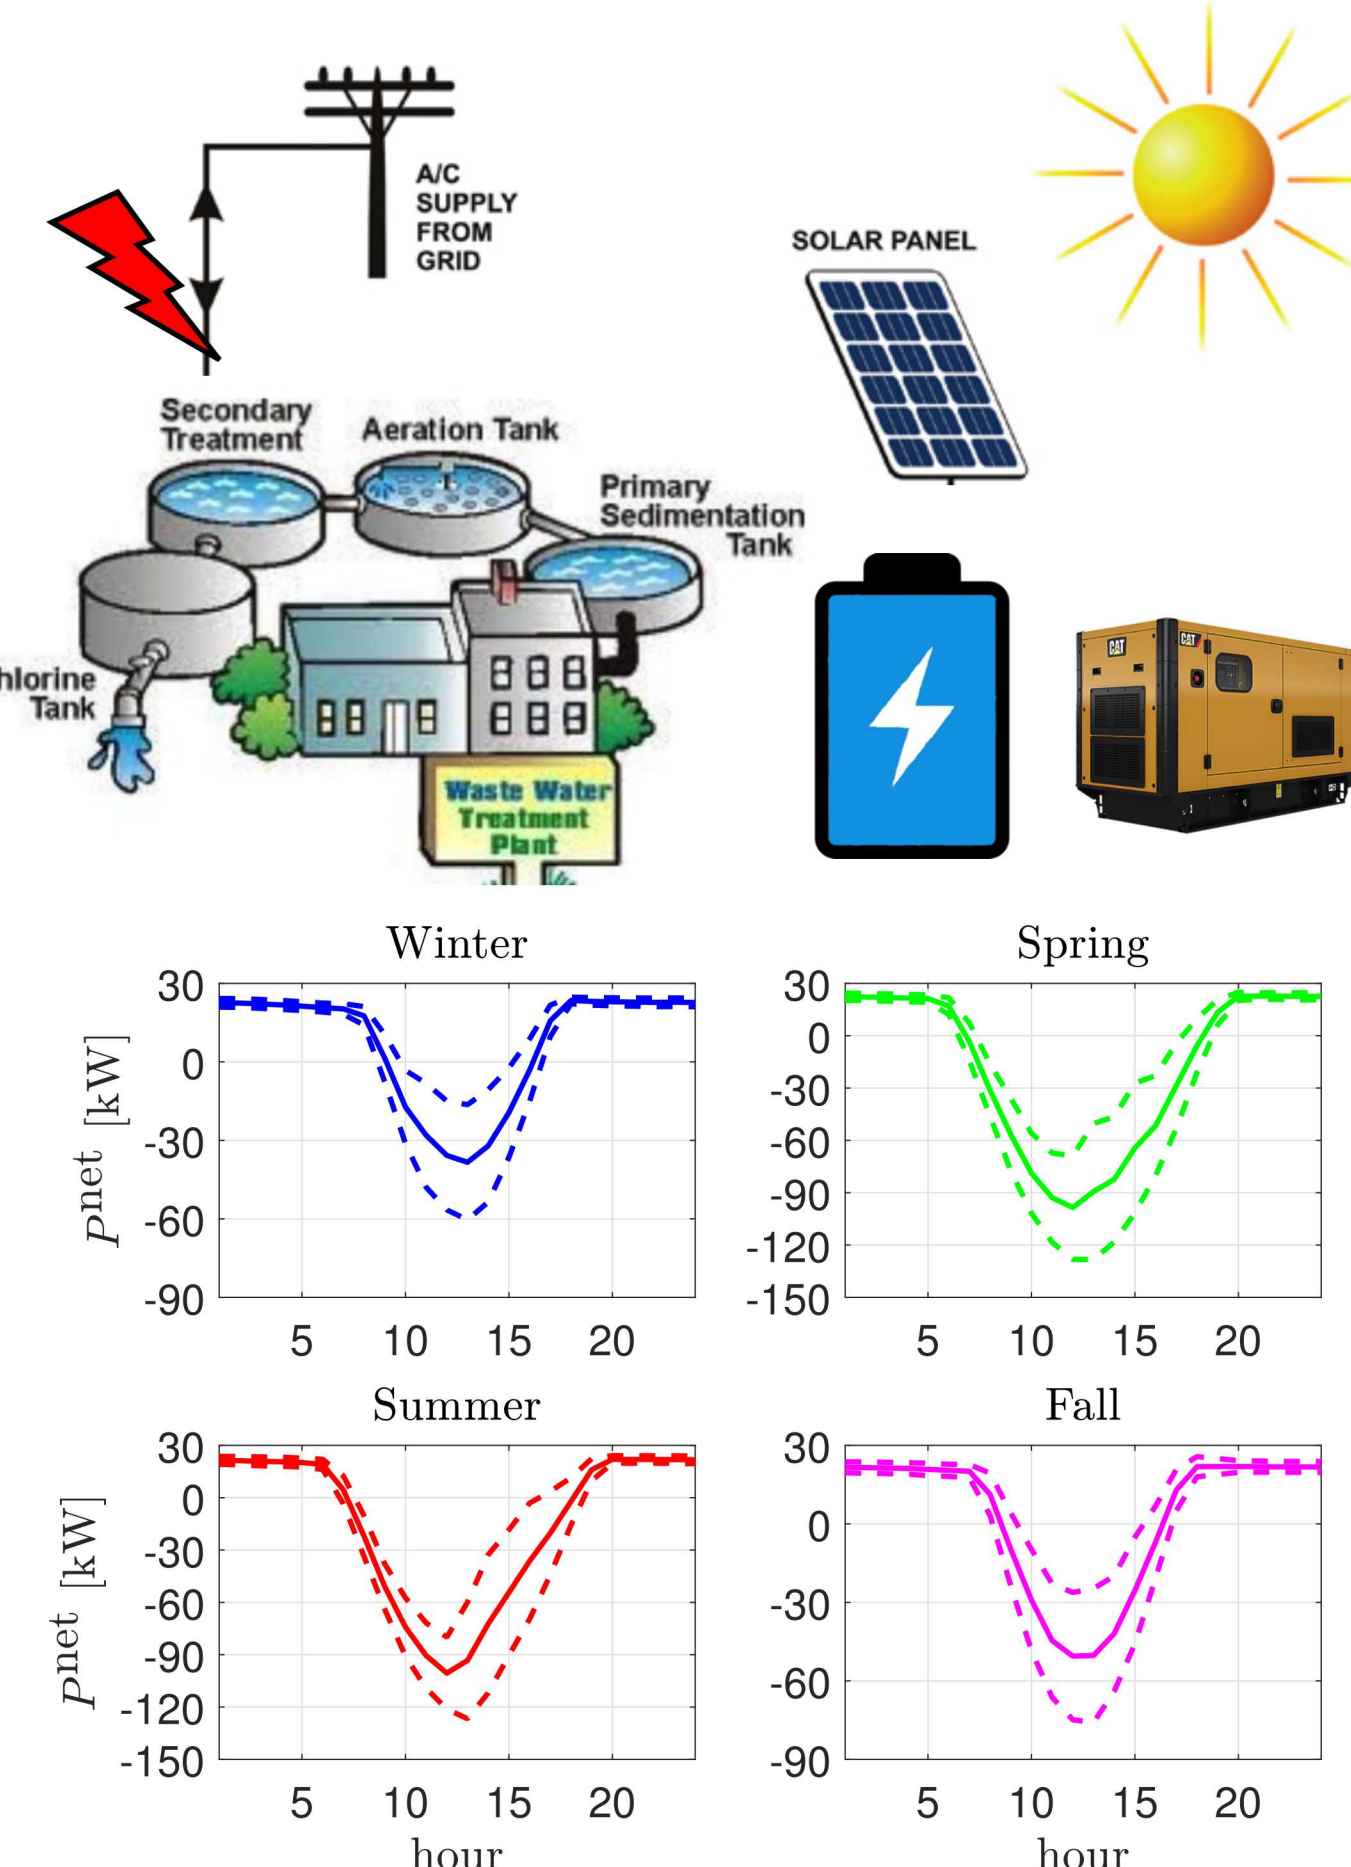 A/C
SUPPLY
FROM
GRID
SOLAR PANEL
Secondary
Treatment
Aeration Tank
Primary
Sedimentation
Tank
hlorine
Tank
Waste Water
Treatment
Plant
CAT
CAT
Winter
Spring
30
0
-30
-60
-90
5 10 15 20
Pnet [kW]
30
0
-30
-60
-90
-120
-150
5 10 15 20
Summer
Fall
30
0
-30
-60
-90
-120
-150
5 10 15 20
Pnet [kW]
hour
30
0
-30
-60
-90
5 10 15 20
hour